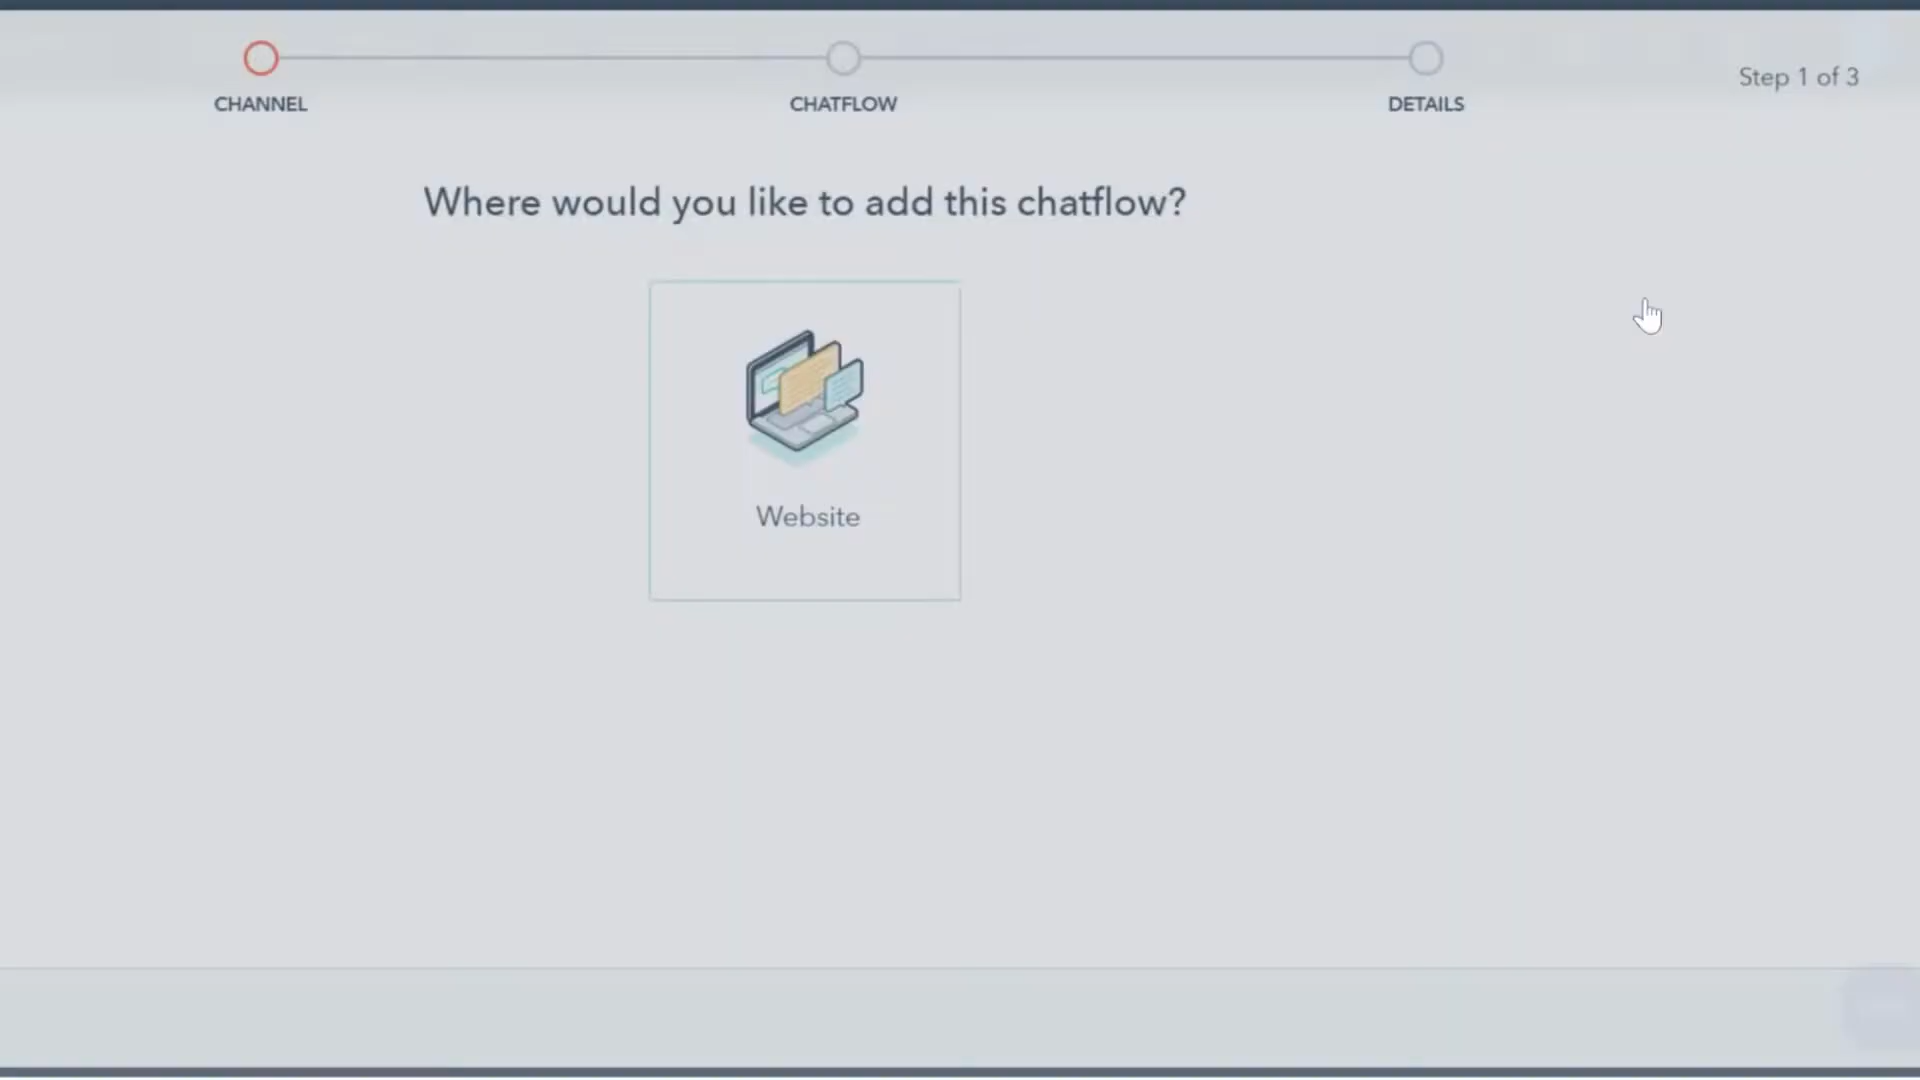 Step 1 of 3
CHANNEL
CHATFLOW
DETAILS
Where would you like to add this chatflow?
Website